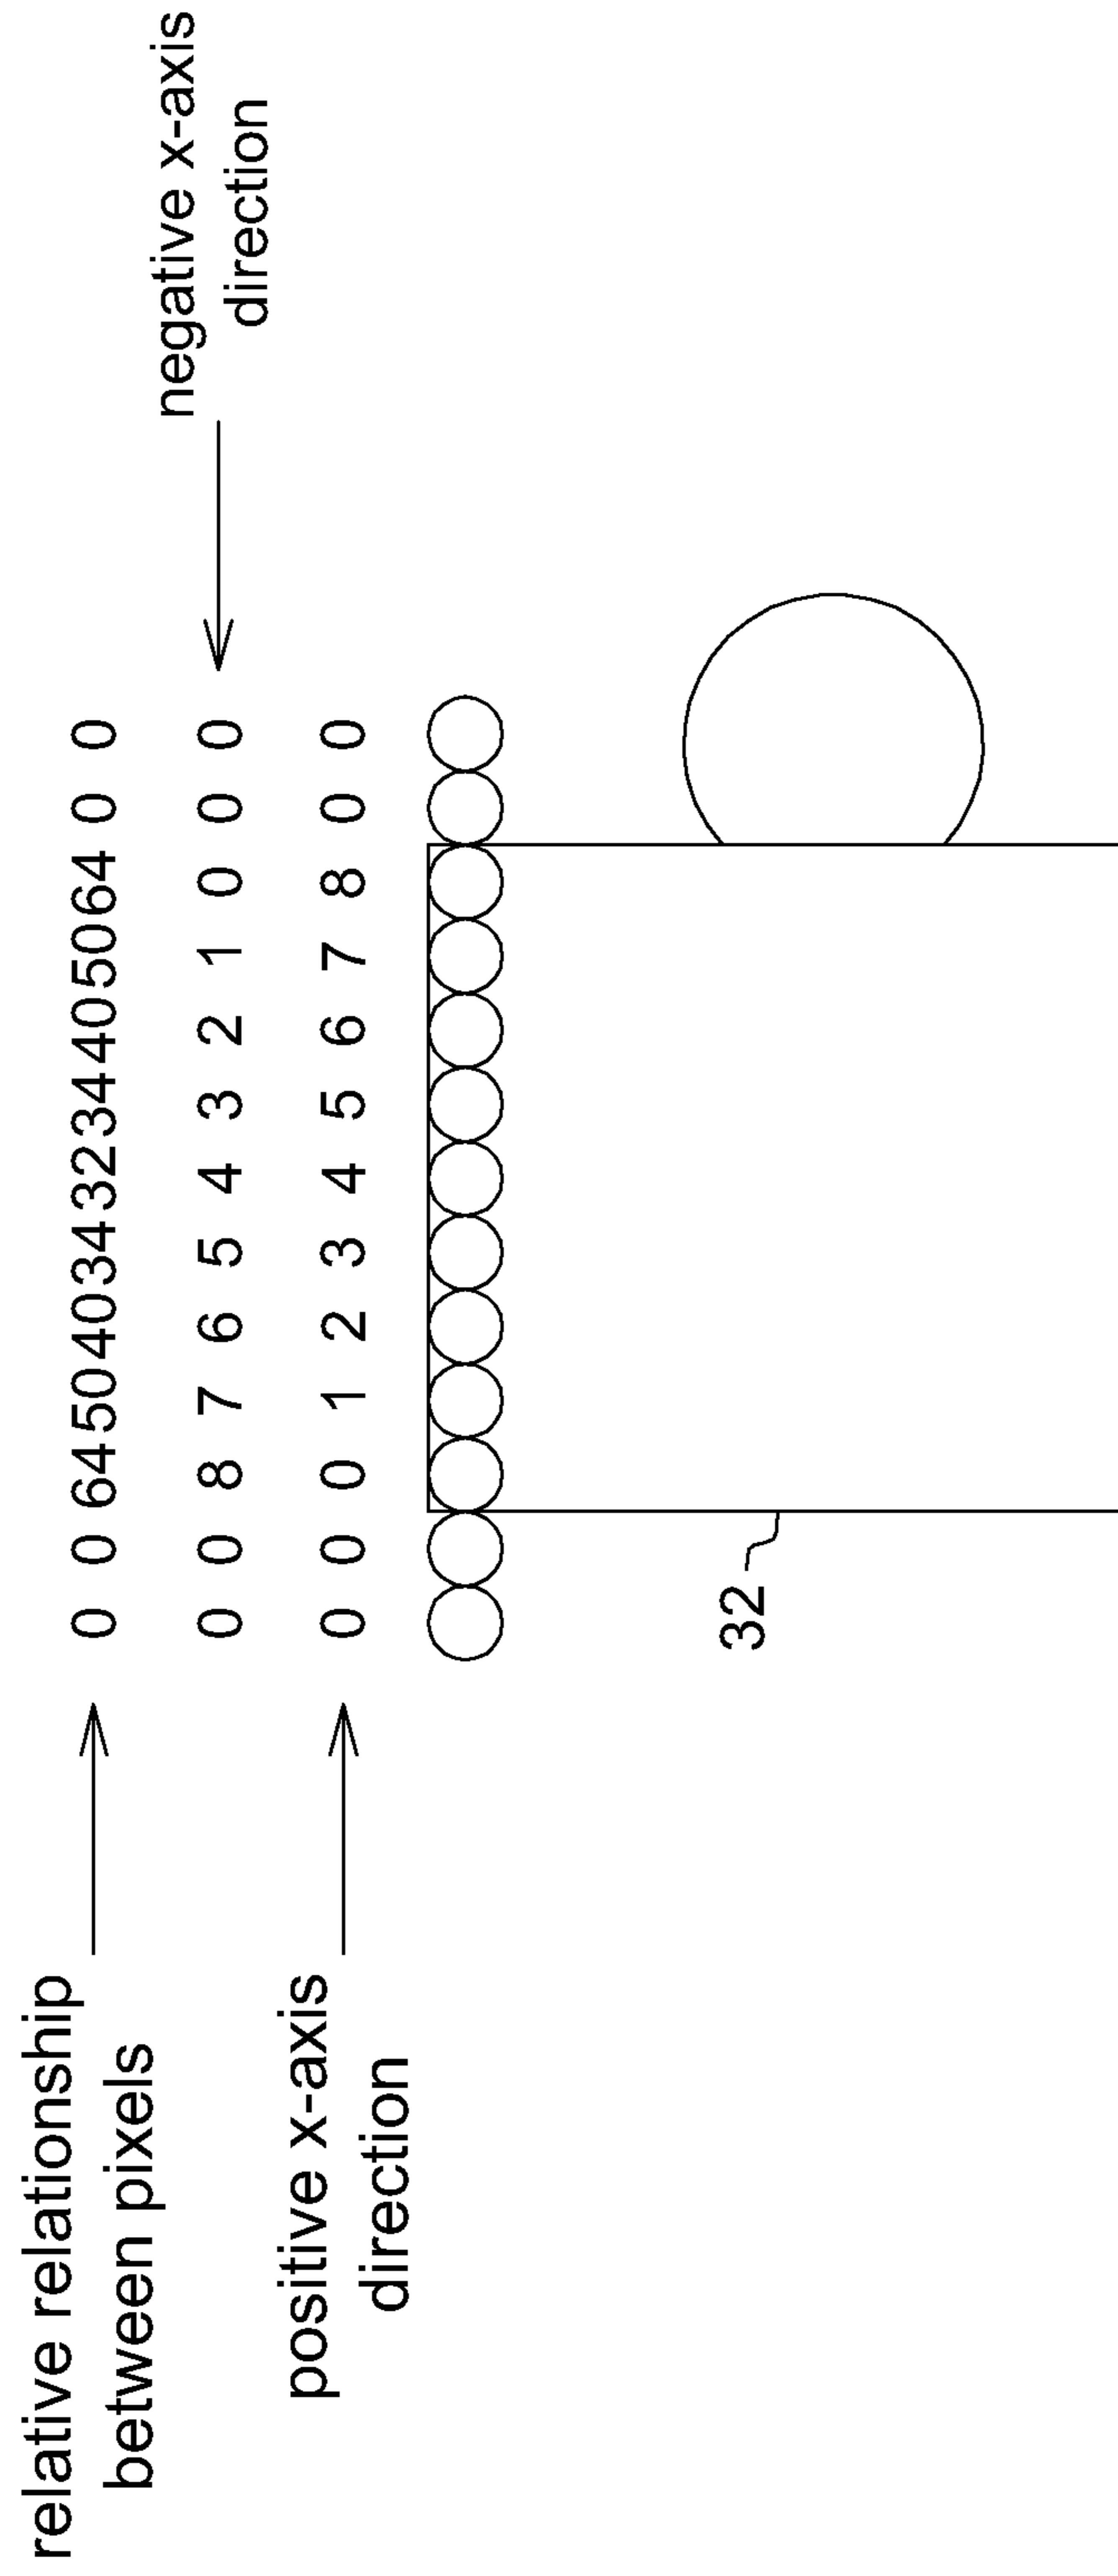 relative relationship
between pixels
0 0 64 50 40 34 32 34 40 50 64 0 0
negative x-axis
direction
0 0 8 7 6 5 4 3 2 1 0 0 0
positive x-axis
direction
0 0 0 1 2 3 4 5 6 7 8 0 0
32